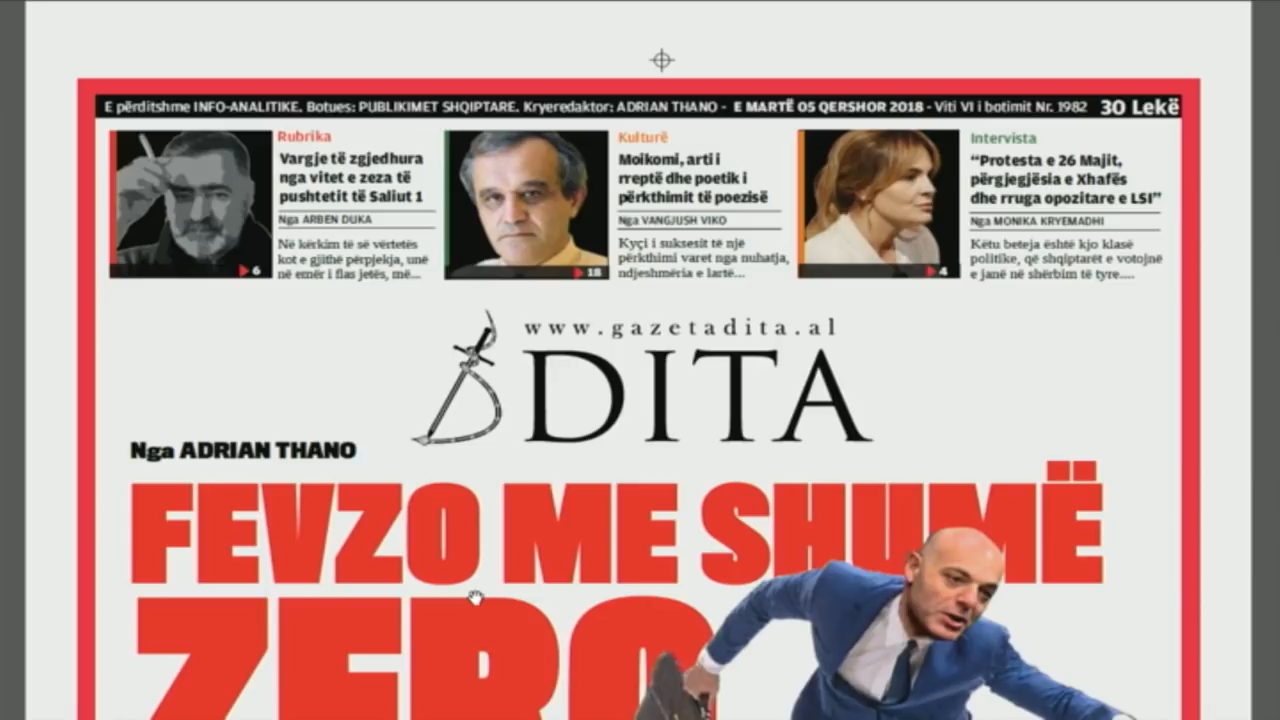 E përditshme INFO-ANALITIKE. Botues: PUBLIKIMET SHQIPTARE. Kryeredaktor: ADRIAN THANO - E MARTË 05 QERSHOR 2018 - Viti VI i botimit Nr. 1982 30 Lekë
Rubrika
Vargje të zgjedhura
nga vitet e zeza të
pushtetit të Saliut 1
Nga ARBEN DUKA
Në kërkim të së vërtetës
kot e gjithë përpjekja, unë
në emër i flas jetës, më...
6
Kulturë
Moikomi, arti i
rreptë dhe poetik i
përkthimit të poezisë
Nga VANGJUSH VIKO
Kyçi i suksesit të një
përkthimi varet nga nuhatja,
ndjeshmëria e lartë...
18
Intervista
“Protesta e 26 Majit,
përgjegjësia e Xhafës
dhe rruga opozitare e LSI”
Nga MONIKA KRYEMADHI
Këtu beteja është kjo klasë
politike, që shqiptarët e votojnë
e janë në shërbim të tyre....
4
www.gazetadita.al
DITA
Nga ADRIAN THANO
FEVZO ME SHUMË
ZERO